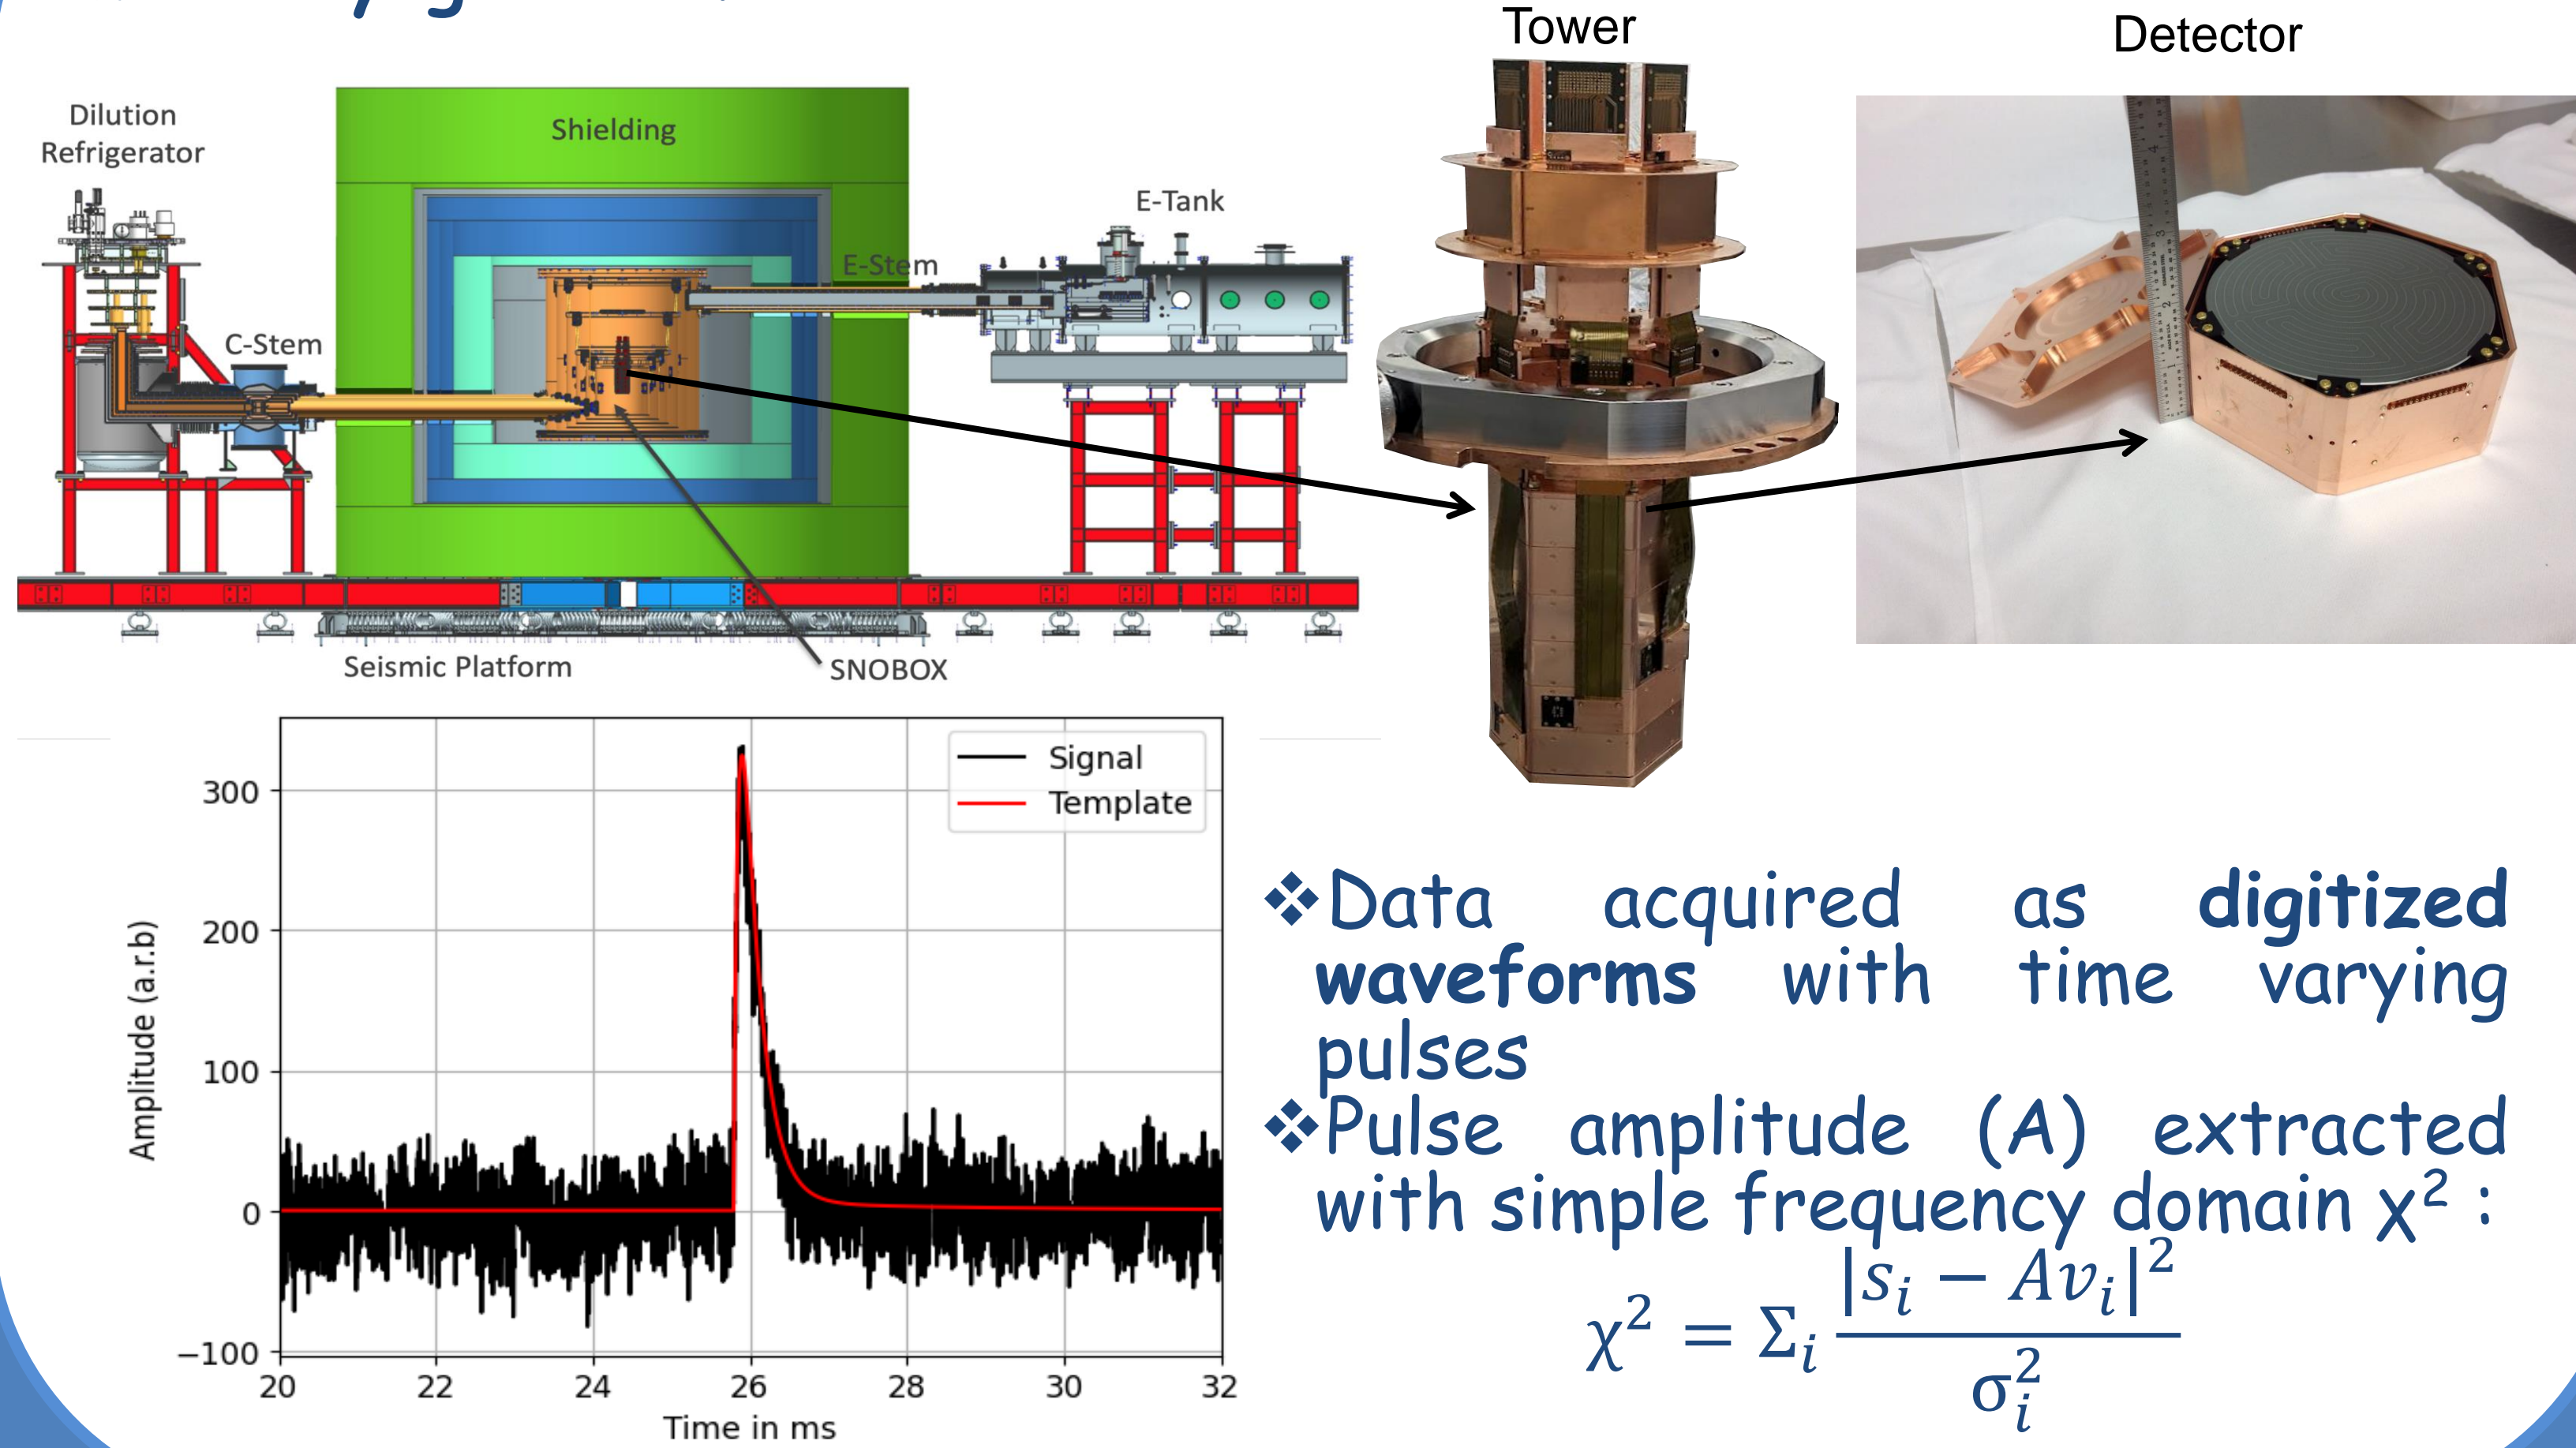 Tower
Detector
Dilution
Refrigerator
Shielding
E-Tank
E-Stem
C-Stem
Seismic Platform
SNOBOX
Signal
Template
300
200
100
0
−100
Amplitude (a.r.b)
20 22 24 26 28 30 32
Time in ms
❖Data acquired as digitized
waveforms with time varying
pulses
❖Pulse amplitude (A) extracted
with simple frequency domain χ² :
χ² = Σᵢ |sᵢ − Avᵢ|² / σᵢ²